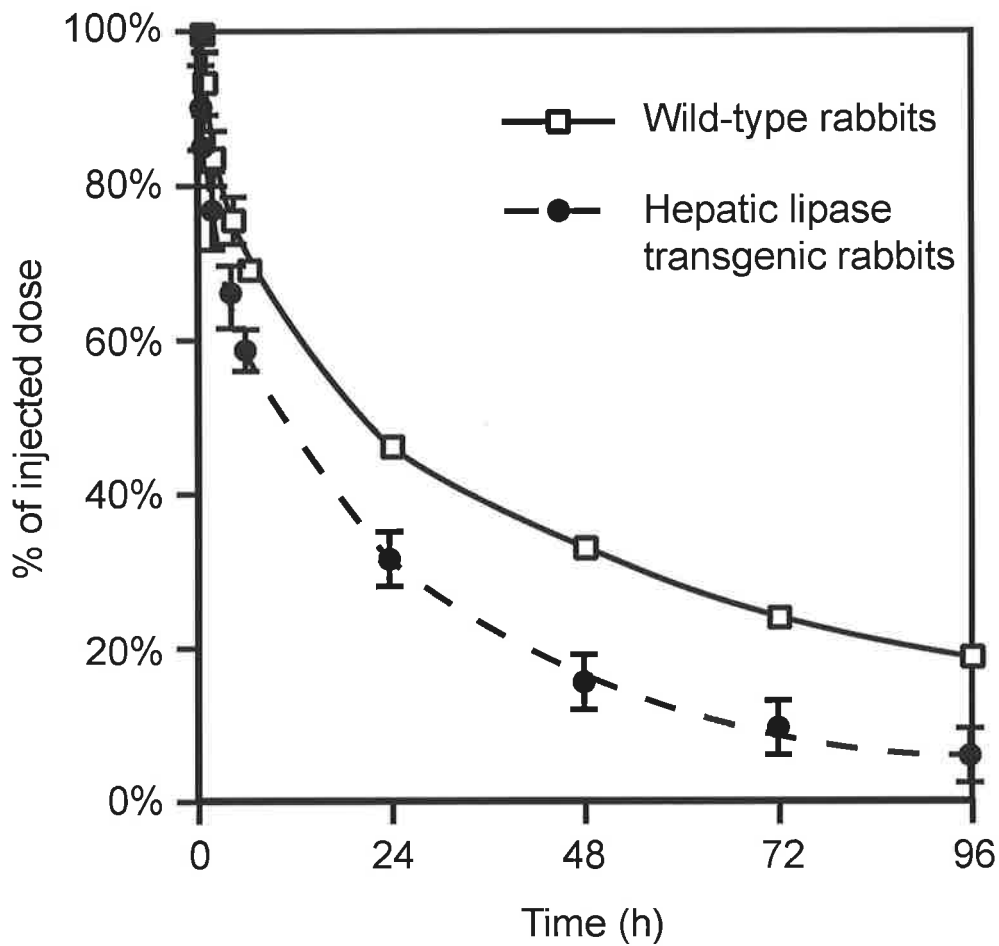 100%
80%
60%
40%
20%
0%
% of injected dose
Wild-type rabbits
Hepatic lipase
transgenic rabbits
0 24 48 72 96
Time (h)